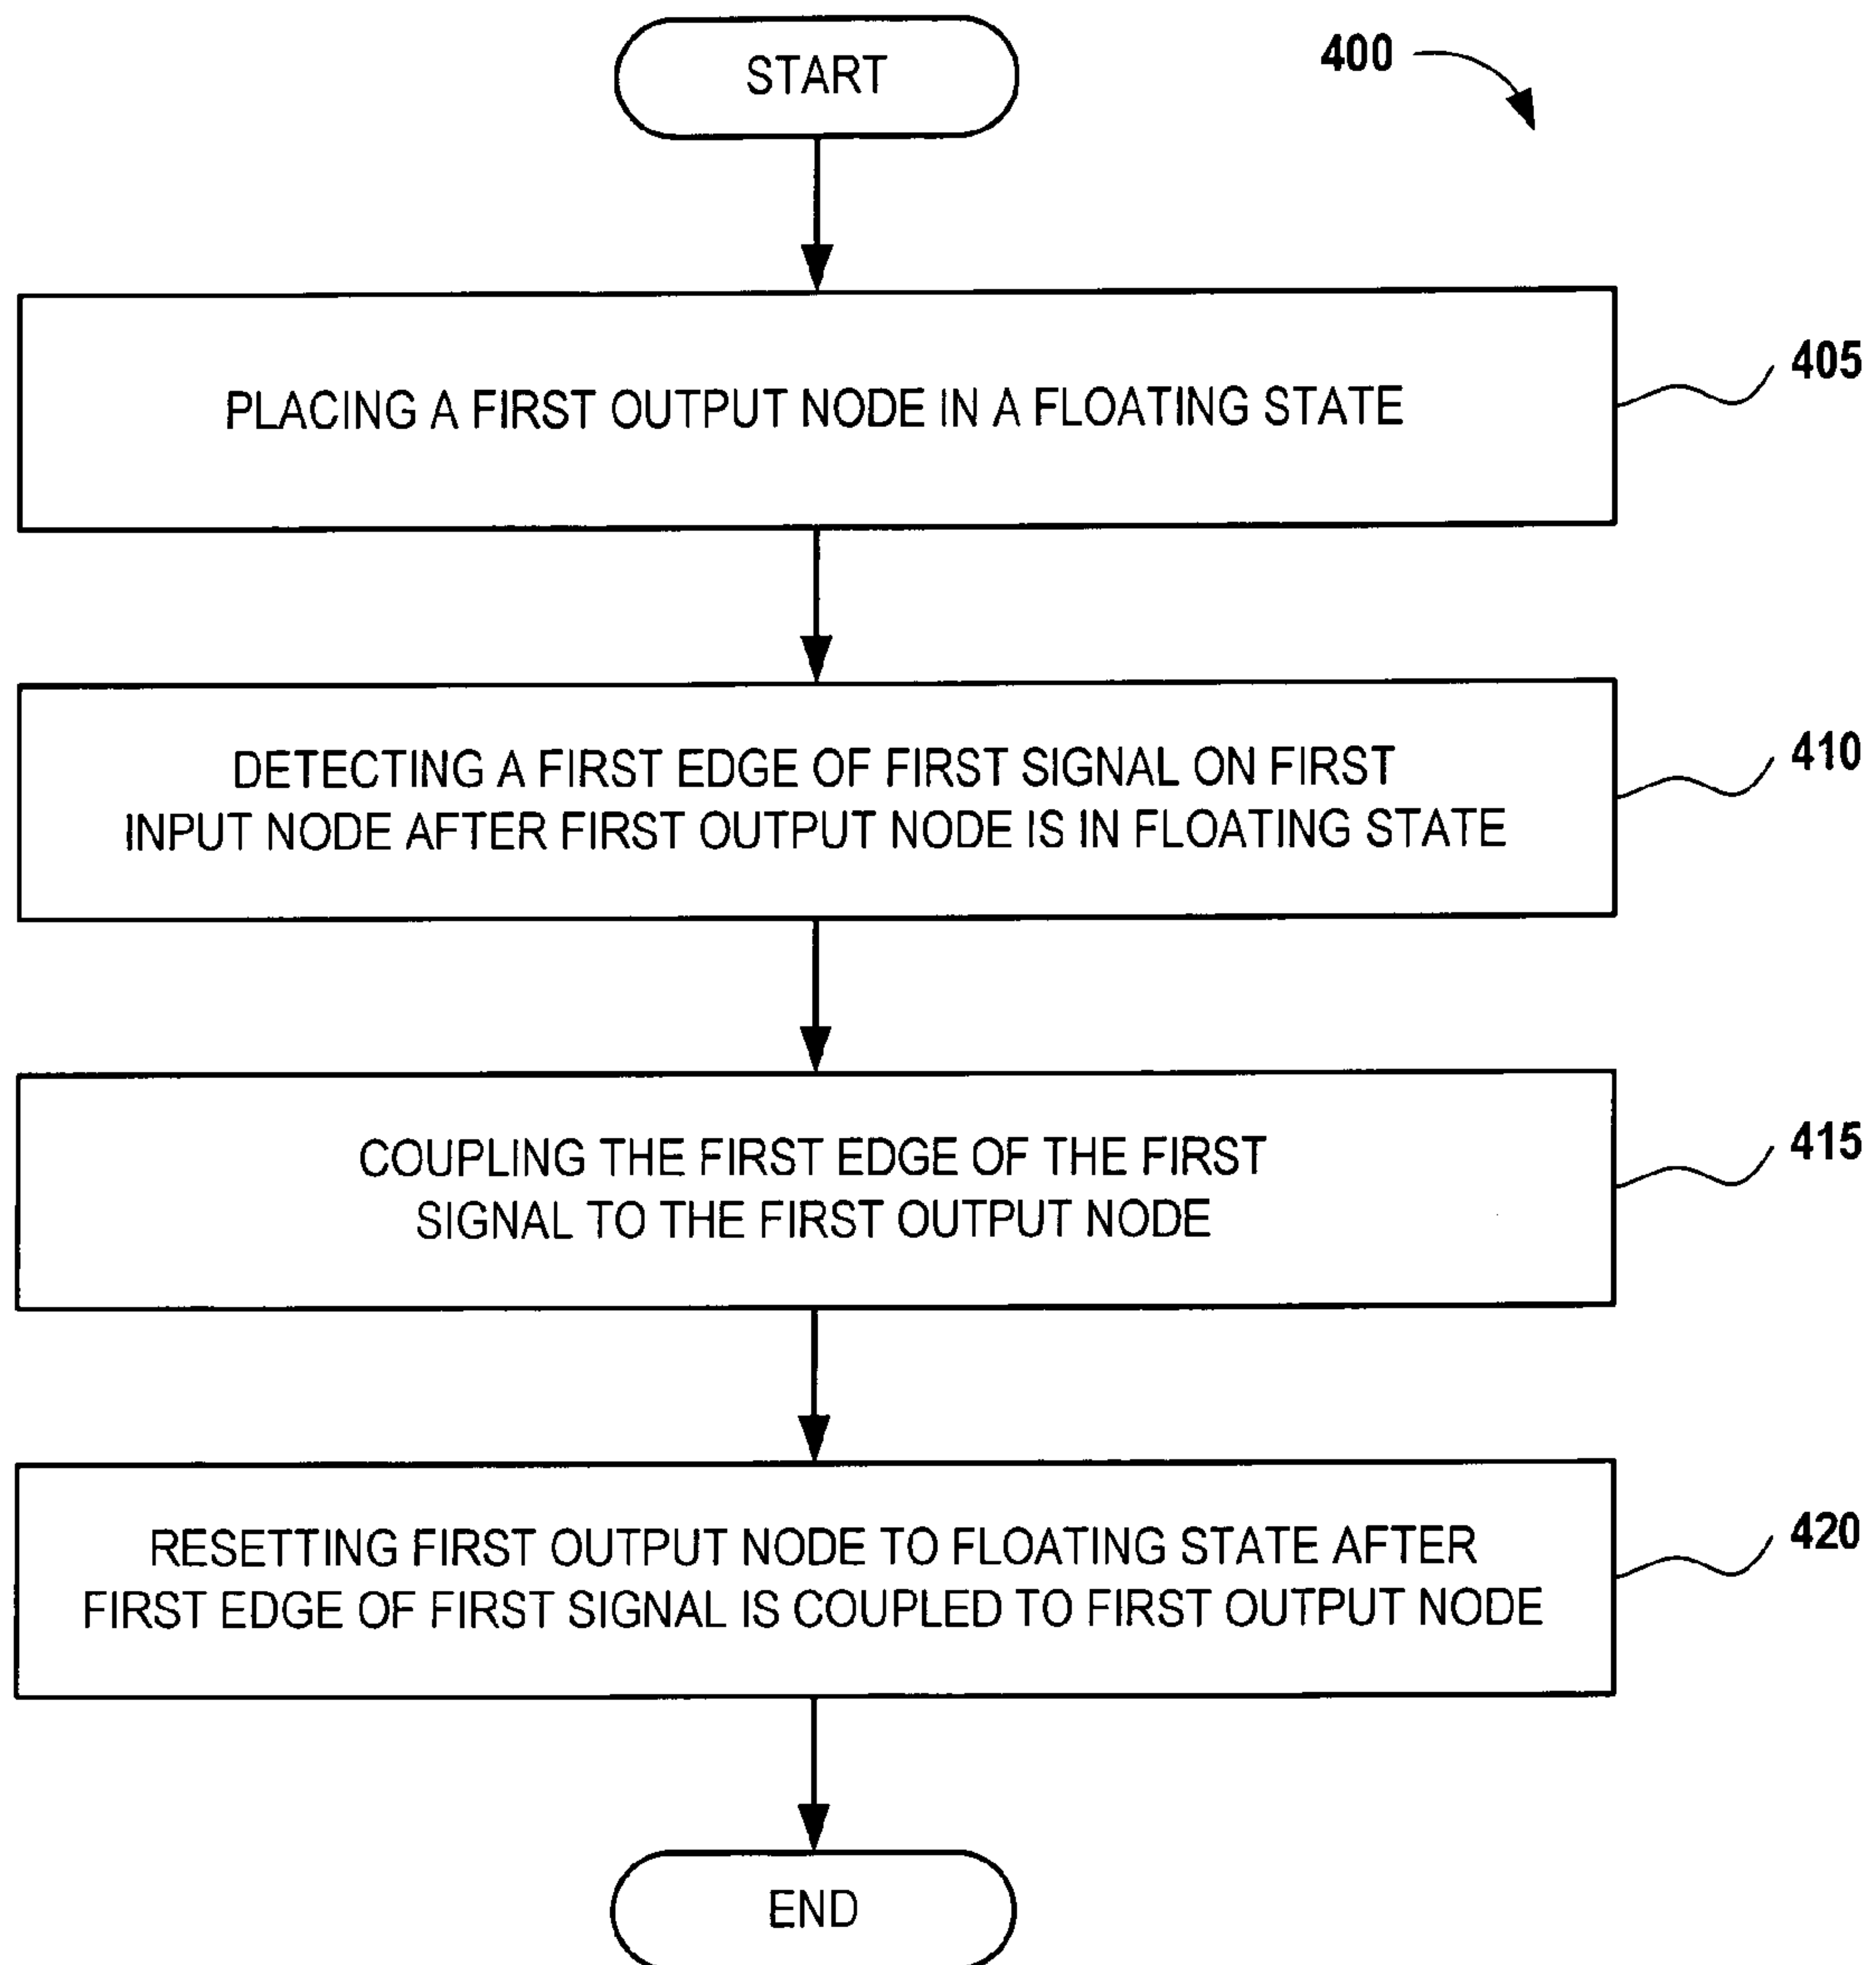 START
400
PLACING A FIRST OUTPUT NODE IN A FLOATING STATE
405
DETECTING A FIRST EDGE OF FIRST SIGNAL ON FIRST
INPUT NODE AFTER FIRST OUTPUT NODE IS IN FLOATING STATE
410
COUPLING THE FIRST EDGE OF THE FIRST
SIGNAL TO THE FIRST OUTPUT NODE
415
RESETTING FIRST OUTPUT NODE TO FLOATING STATE AFTER
FIRST EDGE OF FIRST SIGNAL IS COUPLED TO FIRST OUTPUT NODE
420
END